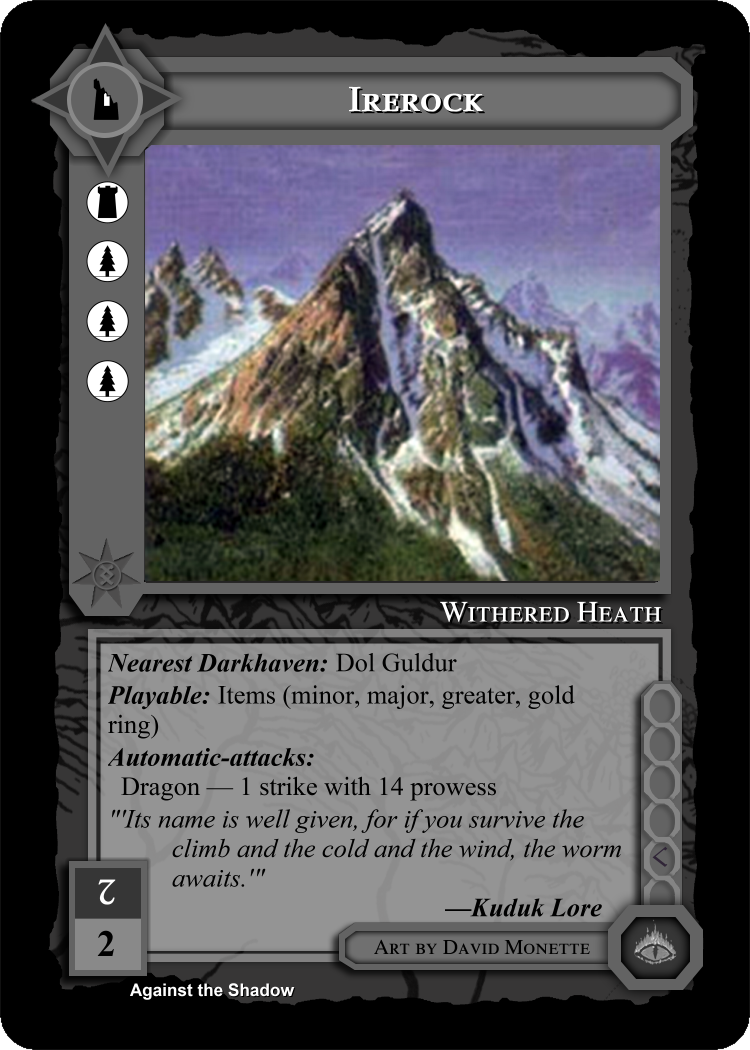 Irerock
Withered Heath
Nearest Darkhaven: Dol Guldur
Playable: Items (minor, major, greater, gold
ring)
Automatic-attacks:
Dragon — 1 strike with 14 prowess
"'Its name is well given, for if you survive the
climb and the cold and the wind, the worm
awaits.'"
—Kuduk Lore
2
2
Art by David Monette
Against the Shadow